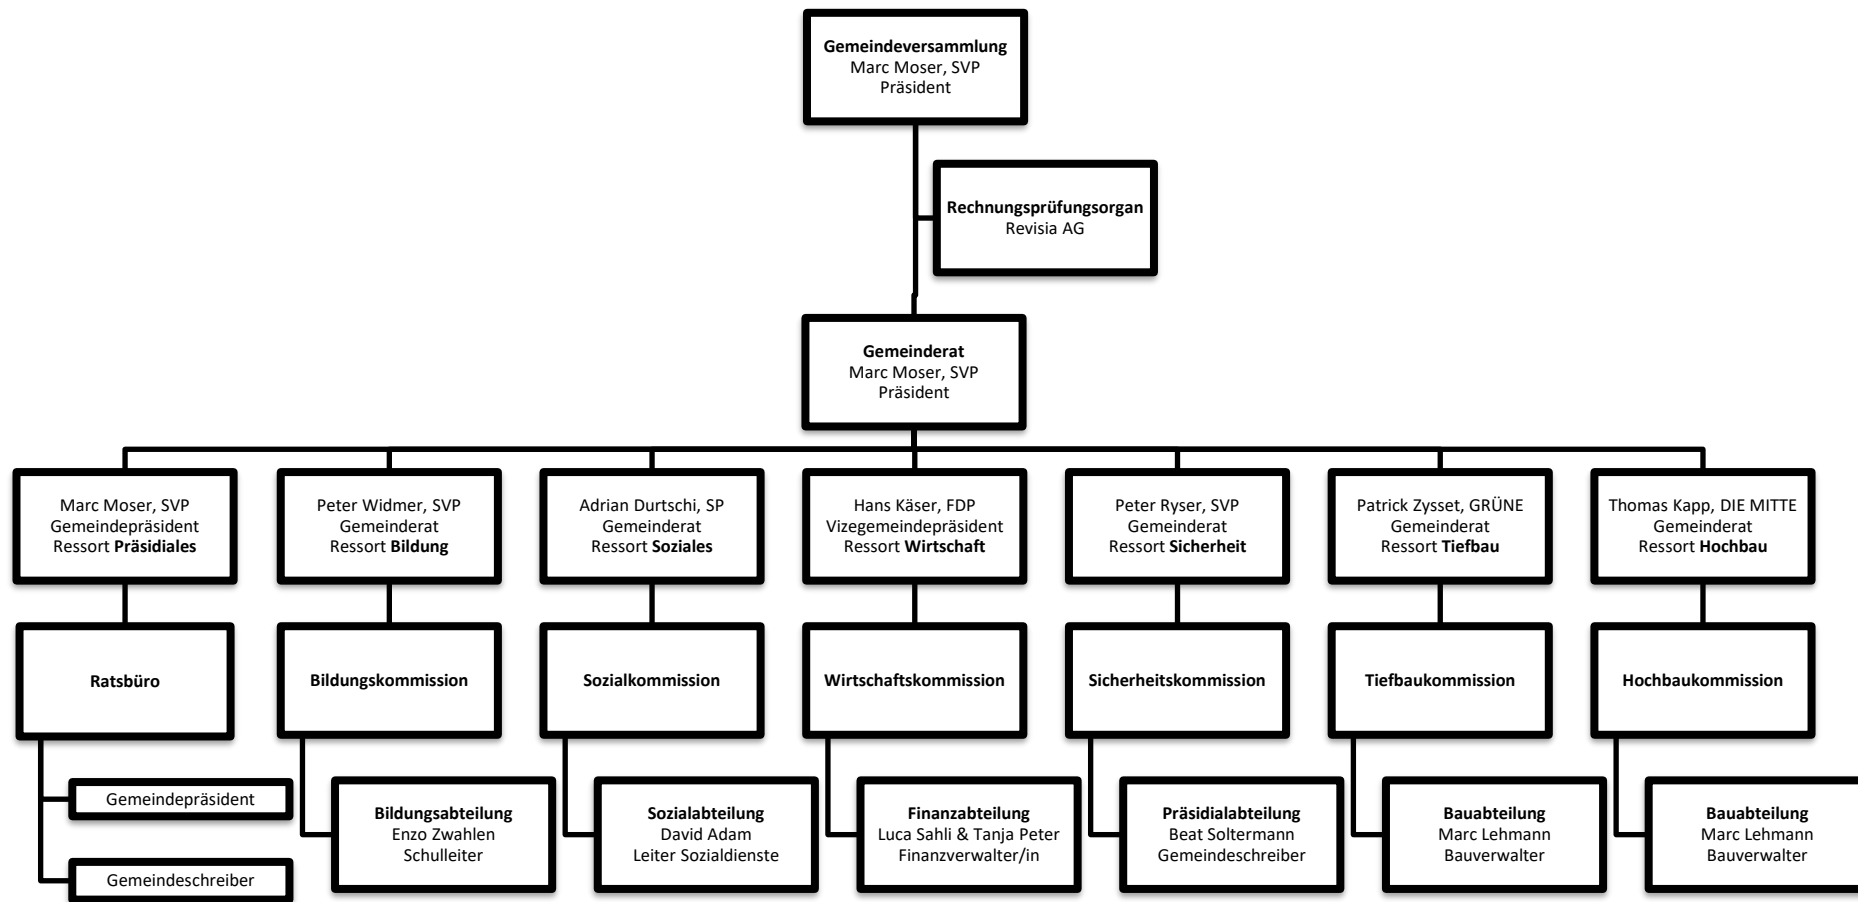 Gemeindeversammlung
Marc Moser, SVP
Präsident
Rechnungsprüfungsorgan
Revisia AG
Gemeinderat
Marc Moser, SVP
Präsident
Marc Moser, SVP
Gemeindepräsident
Ressort Präsidiales
Peter Widmer, SVP
Gemeinderat
Ressort Bildung
Adrian Durtschi, SP
Gemeinderat
Ressort Soziales
Hans Käser, FDP
Vizegemeindepräsident
Ressort Wirtschaft
Peter Ryser, SVP
Gemeinderat
Ressort Sicherheit
Patrick Zysset, GRÜNE
Gemeinderat
Ressort Tiefbau
Thomas Kapp, DIE MITTE
Gemeinderat
Ressort Hochbau
Ratsbüro
Bildungskommission
Sozialkommission
Wirtschaftskommission
Sicherheitskommission
Tiefbaukommission
Hochbaukommission
Gemeindepräsident
Gemeindeschreiber
Bildungsabteilung
Enzo Zwahlen
Schulleiter
Sozialabteilung
David Adam
Leiter Sozialdienste
Finanzabteilung
Luca Sahli & Tanja Peter
Finanzverwalter/in
Präsidialabteilung
Beat Soltermann
Gemeindeschreiber
Bauabteilung
Marc Lehmann
Bauverwalter
Bauabteilung
Marc Lehmann
Bauverwalter